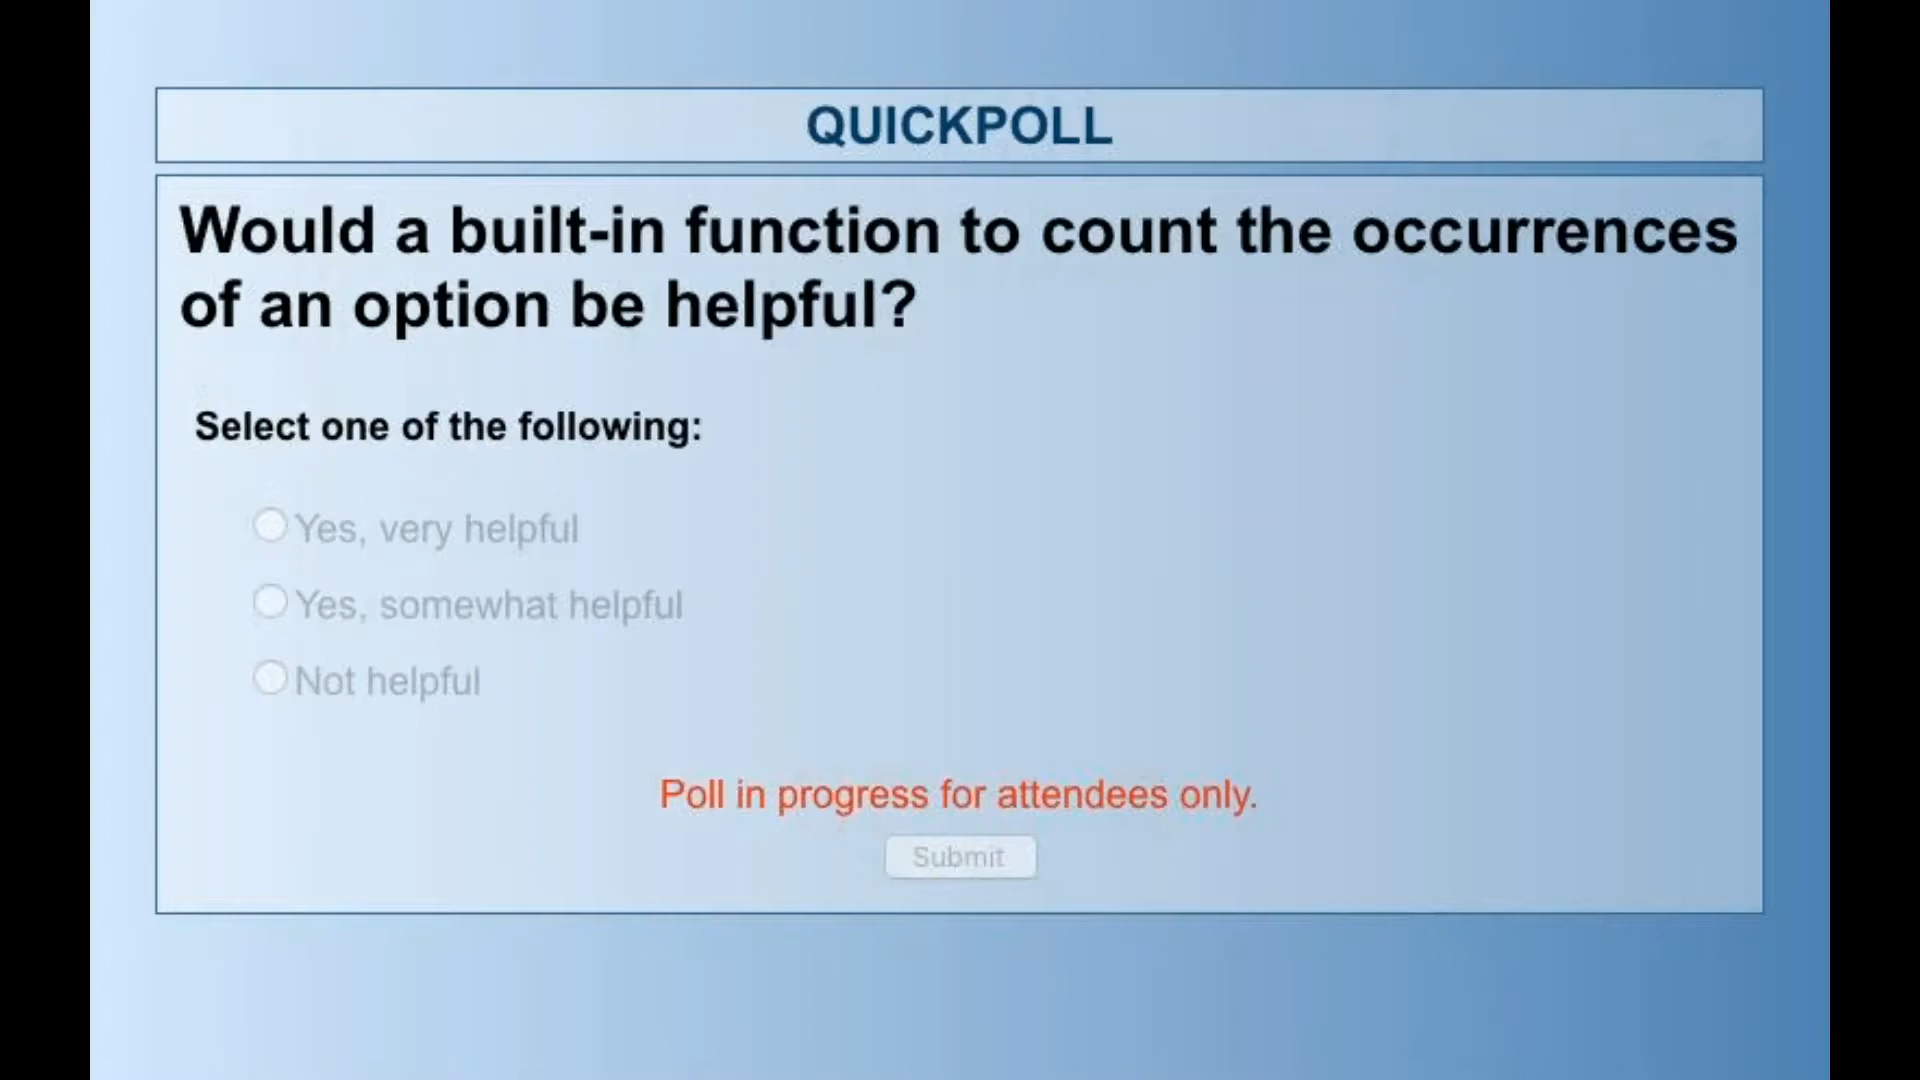 QUICKPOLL
Would a built-in function to count the occurrences
of an option be helpful?
Select one of the following:
Yes, very helpful
Yes, somewhat helpful
Not helpful
Poll in progress for attendees only.
Submit